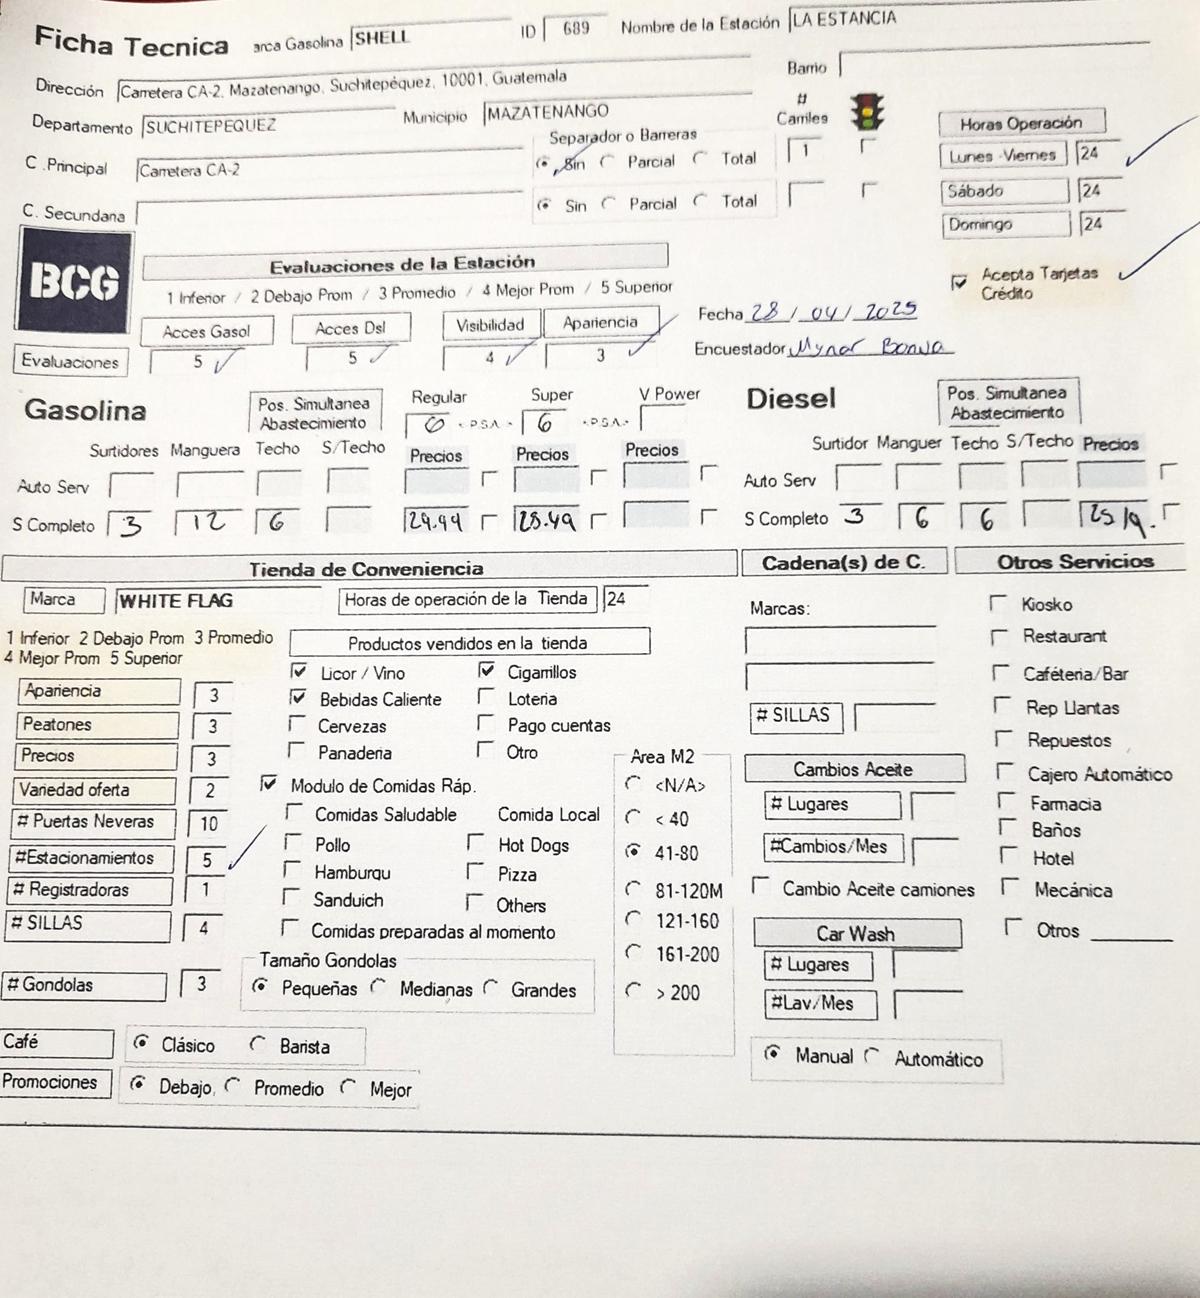 Ficha Tecnica arca Gasolina SHELL ID 689 Nombre de la Estación LA ESTANCIA
Dirección Carretera CA-2, Mazatenango, Suchitepéquez, 10001, Guatemala Barrio
Departamento SUCHITEPEQUEZ Municipio MAZATENANGO # Carriles Horas Operación
Separador o Barreras
C .Principal Carretera CA-2 Sin Parcial Total 1 Lunes -Viernes 24
C. Secundaria Sin Parcial Total Sábado 24
Domingo 24
BCG
Evaluaciones de la Estación
Acepta Tarjetas Crédito
1 Inferior / 2 Debajo Prom / 3 Promedio / 4 Mejor Prom / 5 Superior
Fecha 28 / 04 / 2025
Acces Gasol Acces Dsl Visibilidad Apariencia
Evaluaciones 5 5 4 3 Encuestador Mynor
Gasolina Pos. Simultanea Abastecimiento Regular Super V Power Diesel Pos. Simultanea Abastecimiento
6
Surtidores Manguera Techo S/Techo Precios Precios Precios Surtidor Manguer Techo S/Techo Precios
Auto Serv Auto Serv
S Completo 3 12 6 28.49 S Completo 3 6 6
Tienda de Conveniencia Cadena(s) de C. Otros Servicios
Marca WHITE FLAG Horas de operación de la Tienda 24 Marcas: Kiosko
1 Inferior 2 Debajo Prom 3 Promedio
4 Mejor Prom 5 Superior
Productos vendidos en la tienda Restaurant
Licor / Vino Cigarrillos Caféteria/Bar
Apariencia 3 Bebidas Caliente Loteria Rep Llantas
Peatones 3 Cervezas Pago cuentas # SILLAS Repuestos
Precios 3 Panaderia Otro Area M2
Variedad oferta 2 Modulo de Comidas Ráp. <N/A> Cambios Aceite Cajero Automático
# Puertas Neveras 10 Comidas Saludable Comida Local < 40 # Lugares Farmacia
#Estacionamientos 5 Pollo Hot Dogs 41-80 #Cambios/Mes Baños
Hamburqu Pizza Hotel
# Registradoras 1 Sanduich Others 81-120M Cambio Aceite camiones Mecánica
# SILLAS 4 Comidas preparadas al momento 121-160 Car Wash Otros
Tamaño Gondolas 161-200 # Lugares
# Gondolas 3 Pequeñas Medianas Grandes > 200 #Lav/Mes
Café Clásico Barista Manual Automático
Promociones Debajo, Promedio Mejor